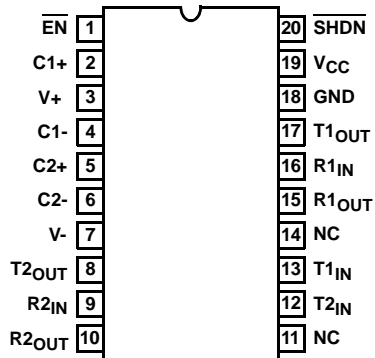 EN 1 20 SHDN
C1+ 2 19 VCC
V+ 3 18 GND
C1- 4 17 T1OUT
C2+ 5 16 R1IN
C2- 6 15 R1OUT
V- 7 14 NC
T2OUT 8 13 T1IN
R2IN 9 12 T2IN
R2OUT 10 11 NC